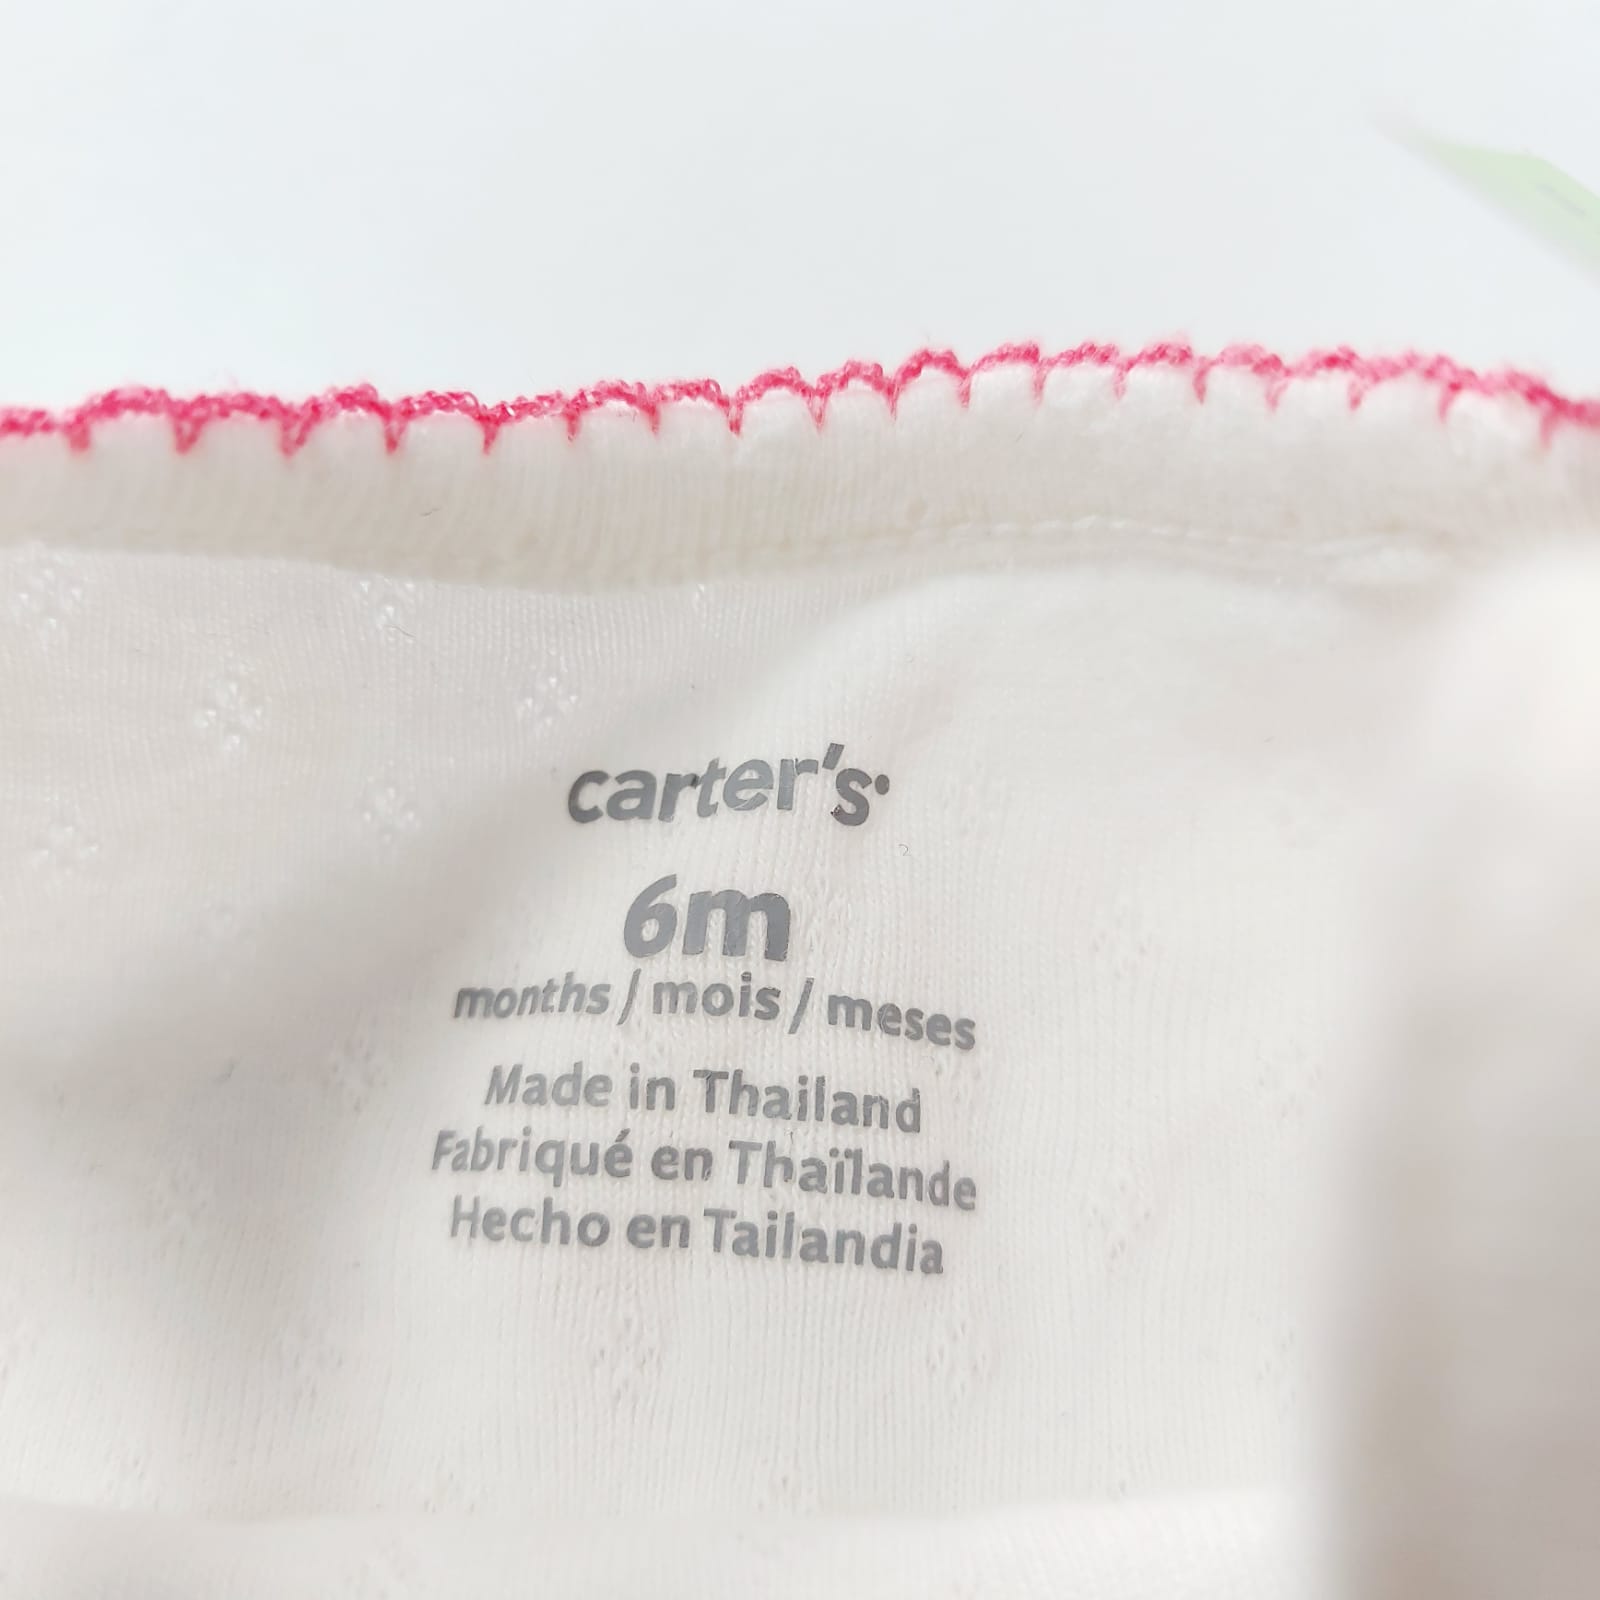 carter's
6m
months / mois / meses
Made in Thailand
Fabriqué en Thaïlande
Hecho en Tailandia